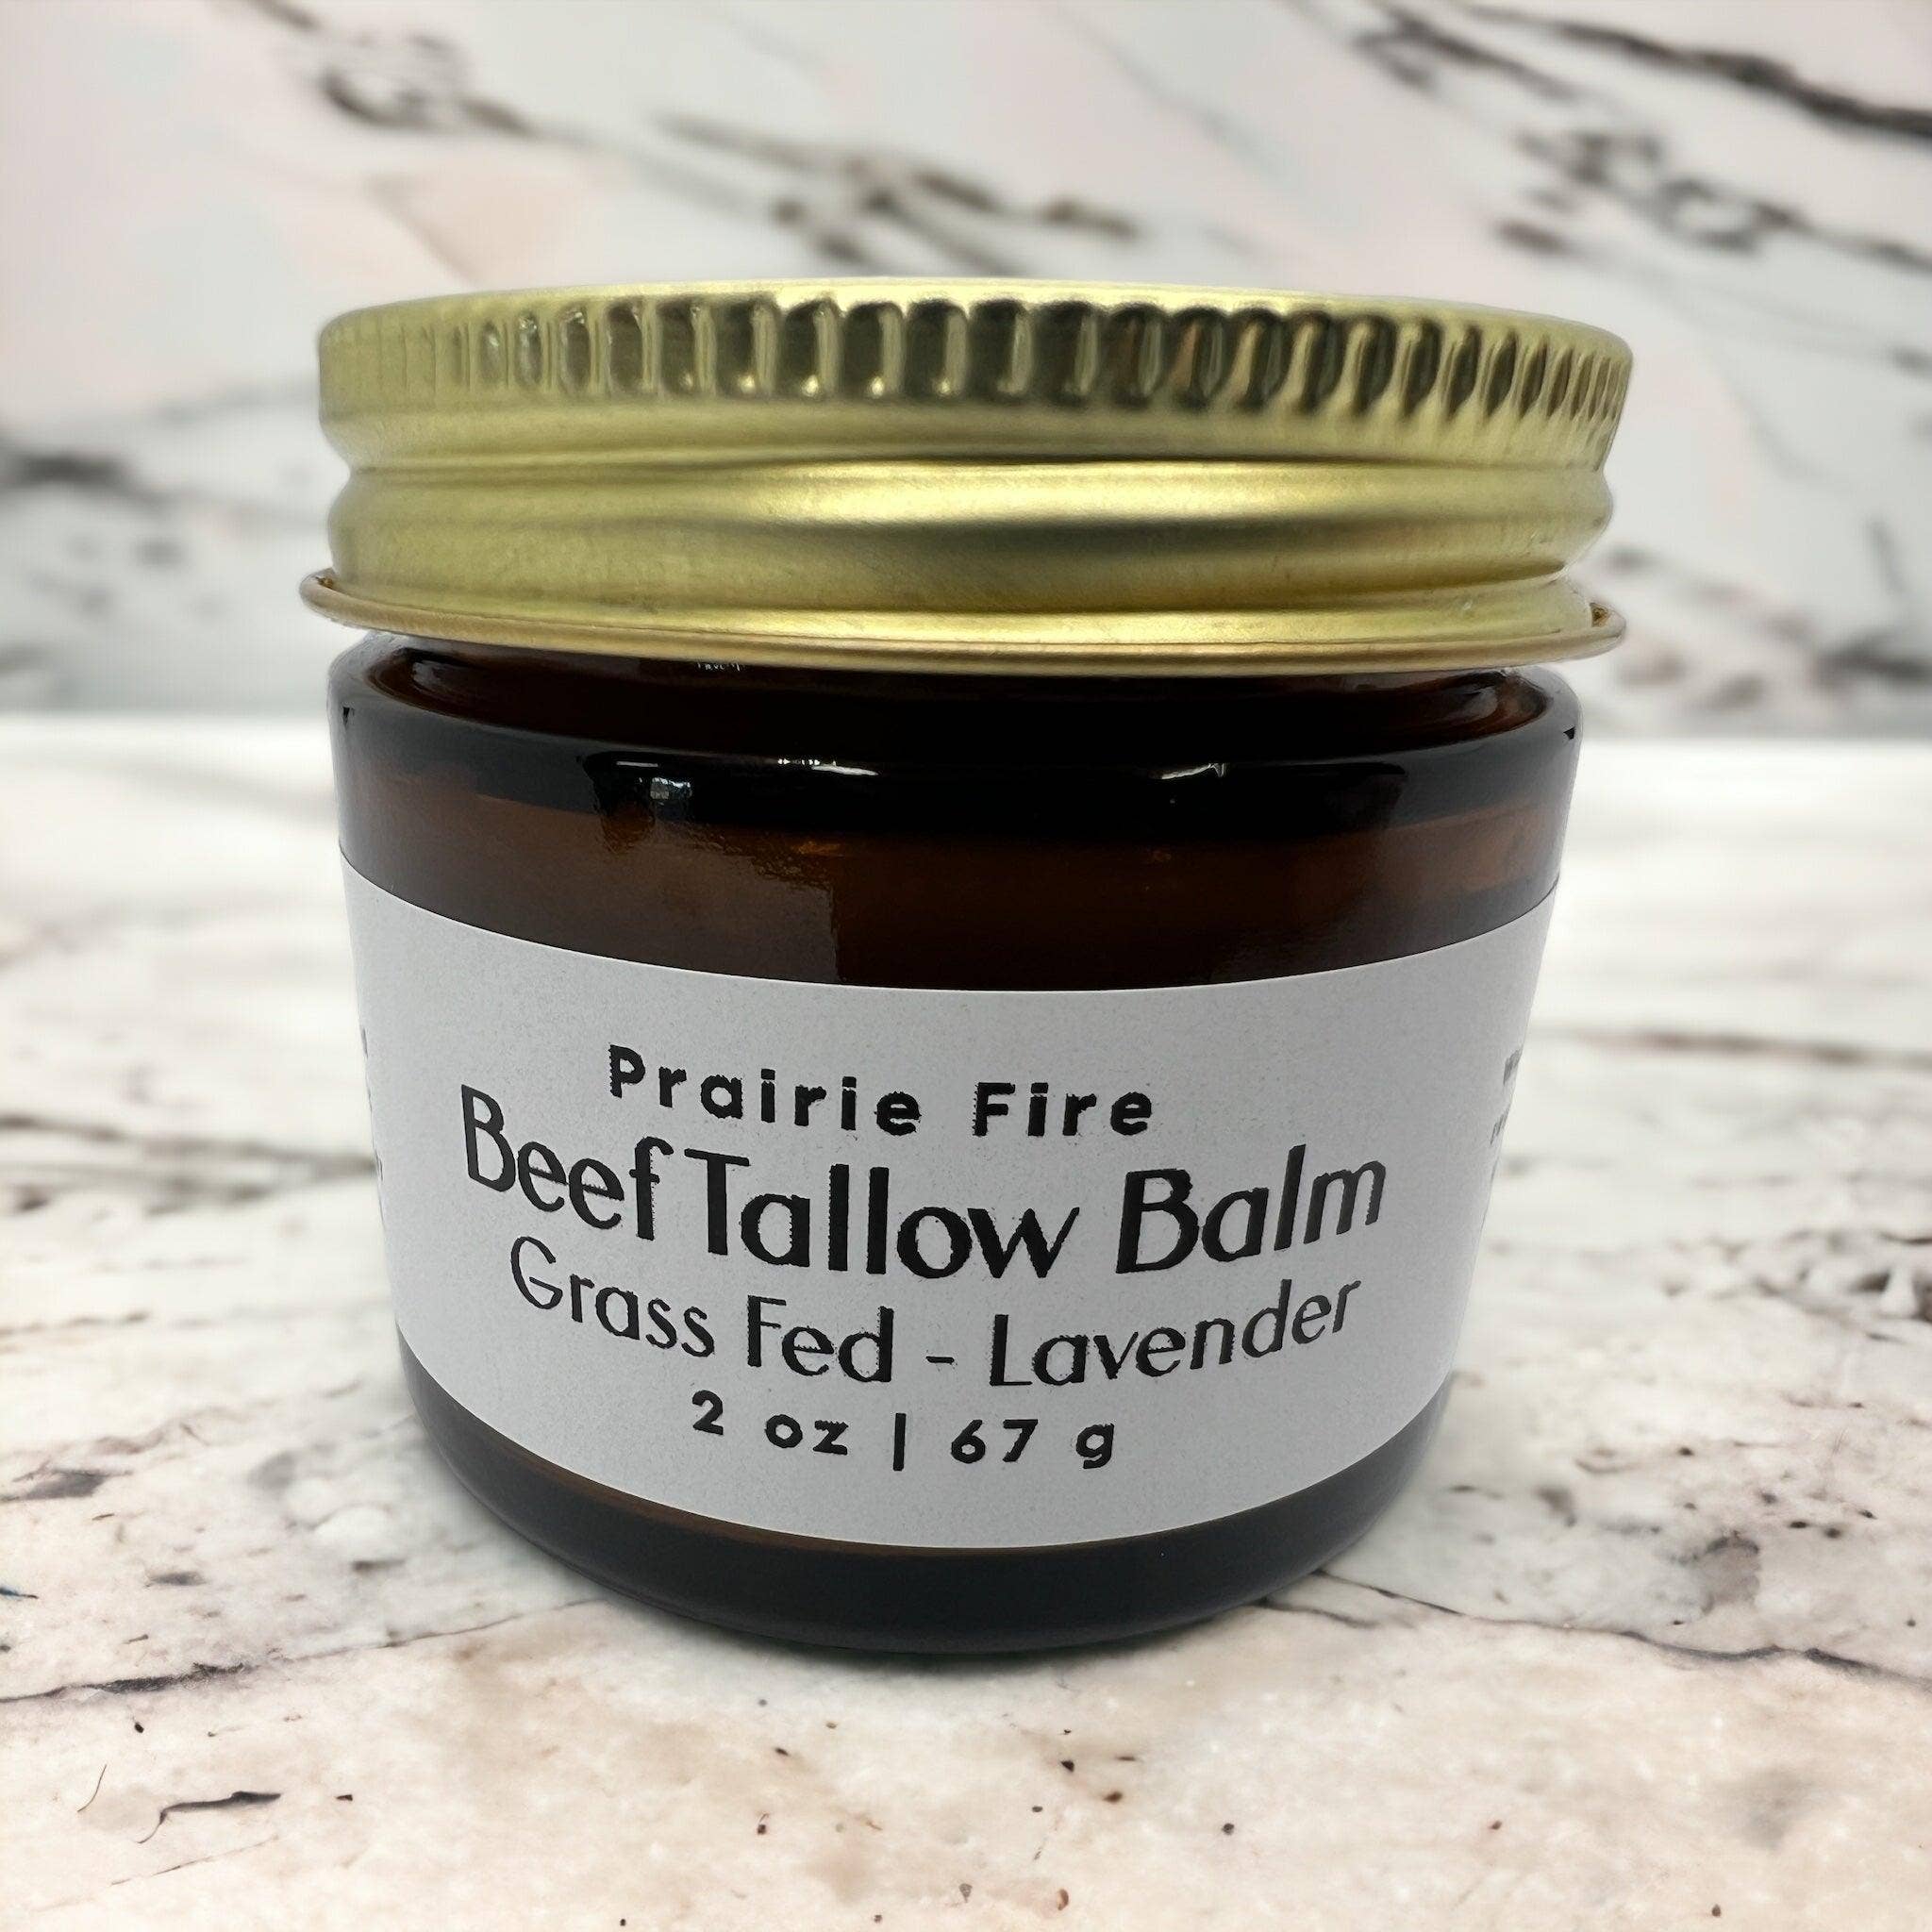 Prairie Fire
Beef Tallow Balm
Grass Fed - Lavender
2 oz | 67 g